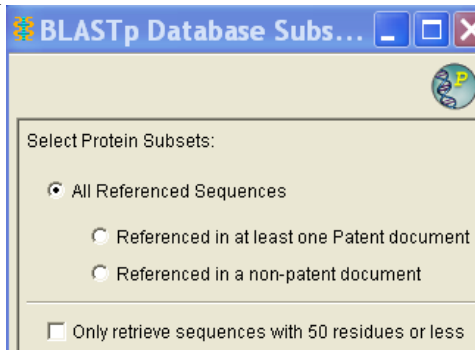 BLASTp Database Subs...
P
Select Protein Subsets:
All Referenced Sequences
Referenced in at least one Patent document
Referenced in a non-patent document
Only retrieve sequences with 50 residues or less